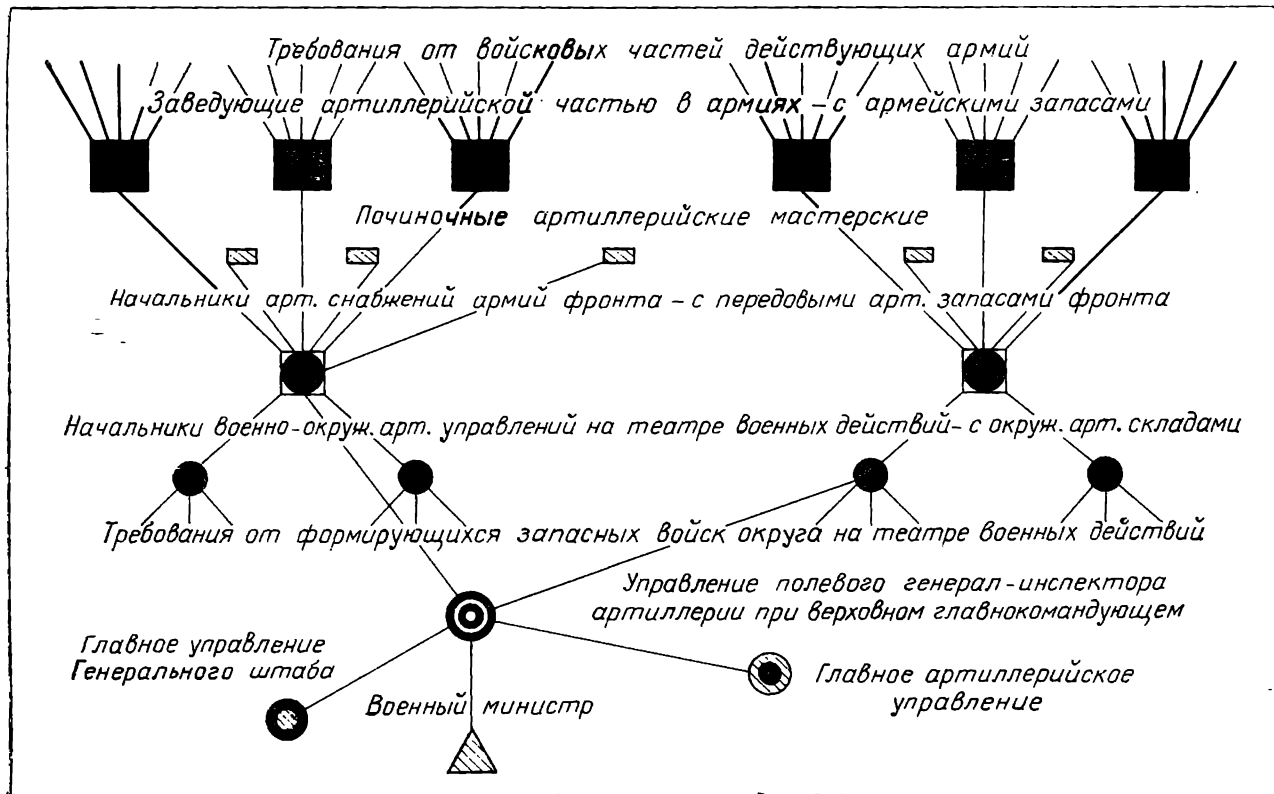 Требования от войсковых частей действующих армий
Заведующие артиллерийской частью в армиях – с армейскими запасами
Починочные артиллерийские мастерские
Начальники арт. снабжений армий фронта – с передовыми арт. запасами фронта
Начальники военно-окруж. арт. управлений на театре военных действий – с окруж. арт. складами
Требования от формирующихся запасных войск округа на театре военных действий
Управление полевого генерал-инспектора
артиллерии при верховном главнокомандующем
Главное управление
Генерального штаба
Военный министр
Главное артиллерийское
управление